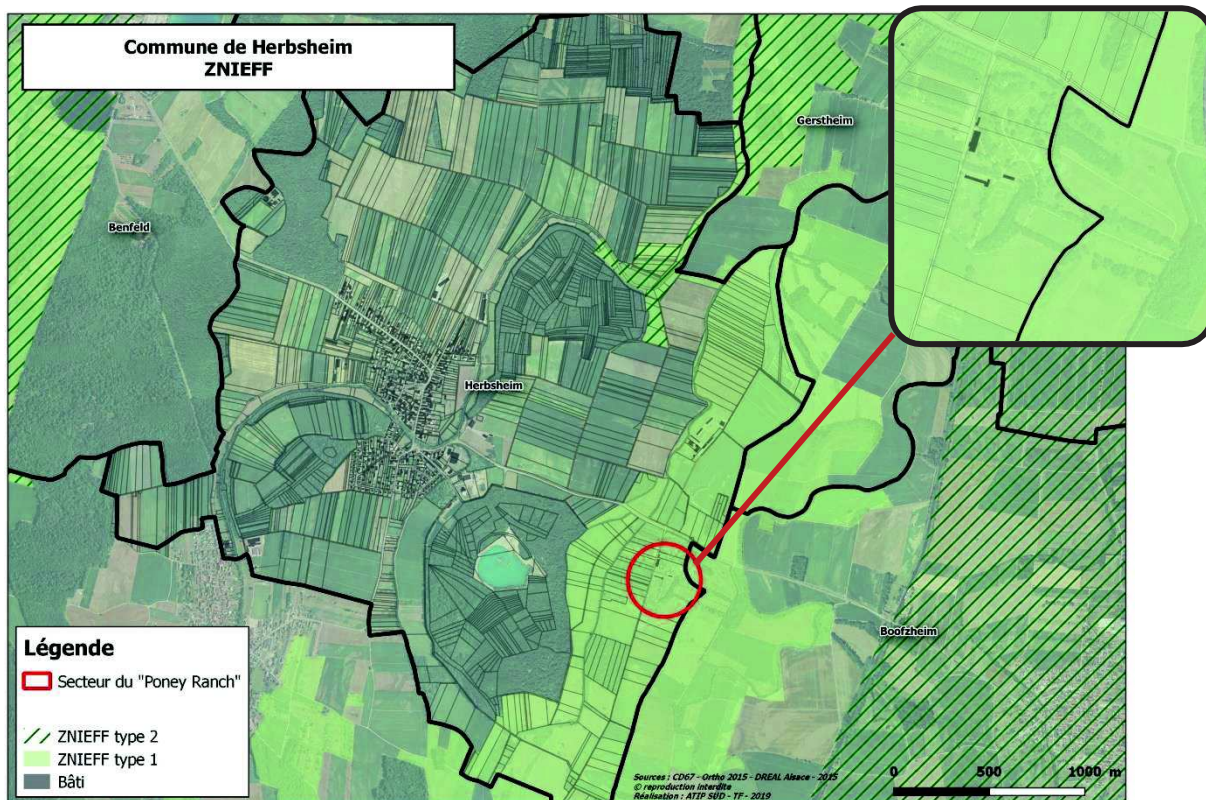 Commune de Herbsheim
ZNIEFF
Gerstheim
Benfeld
Herbsheim
Boofzheim
Légende
Secteur du "Poney Ranch"
ZNIEFF type 2
ZNIEFF type 1
Bâti
Sources : CD67 - Ortho 2015 - DREAL Alsace - 2015
© reproduction interdite
Réalisation : ATIP SUD - TF - 2019
0 500 1000 m